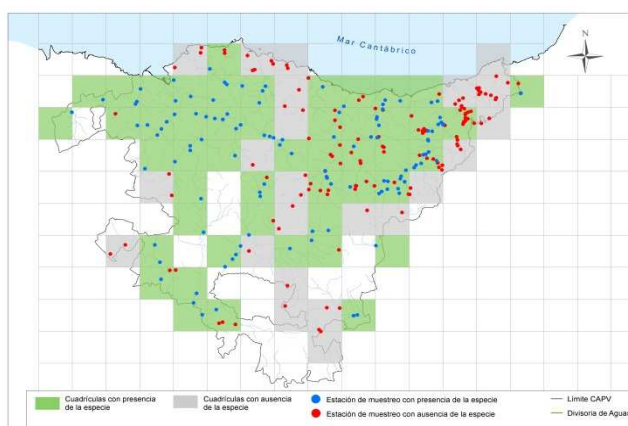 Mar Cantábrico
N
Cuadrículas con presencia
de la especie
Cuadrículas con ausencia
de la especie
Estación de muestreo con presencia de la especie
Estación de muestreo con ausencia de la especie
Límite CAPV
Divisoria de Aguas